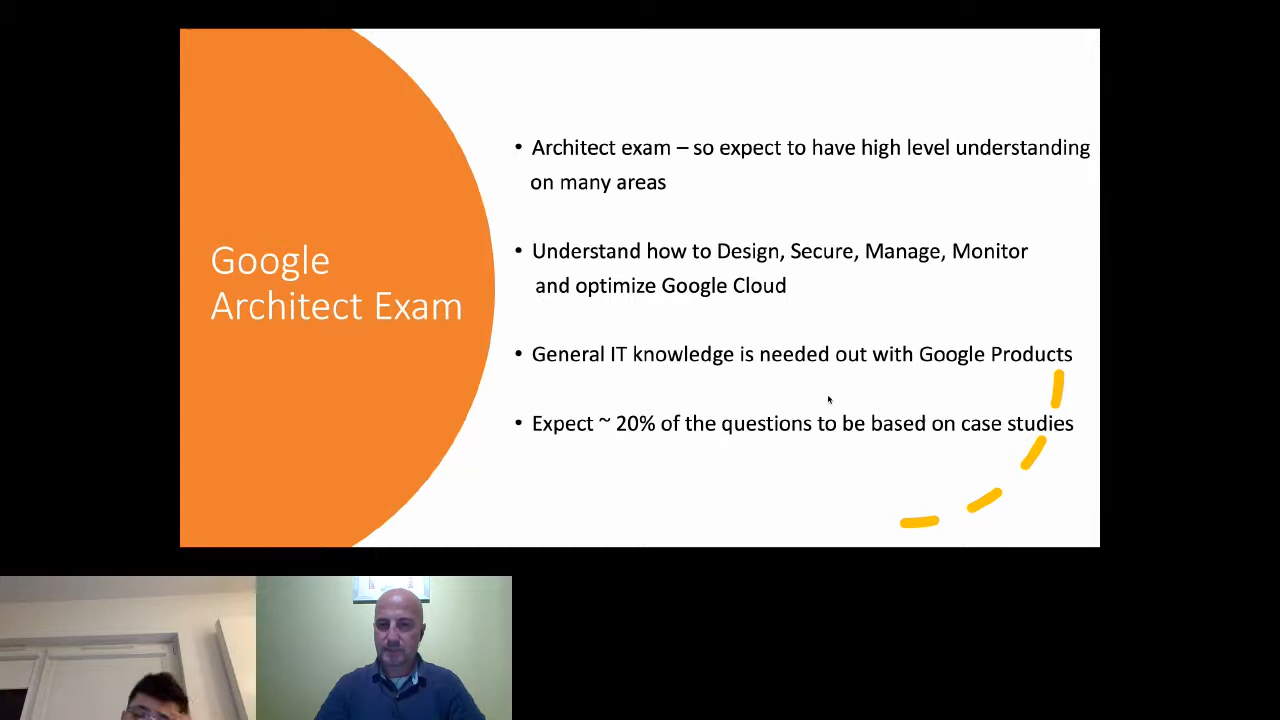 Google
Architect Exam
• Architect exam – so expect to have high level understanding
on many areas
• Understand how to Design, Secure, Manage, Monitor
and optimize Google Cloud
• General IT knowledge is needed out with Google Products
• Expect ~ 20% of the questions to be based on case studies